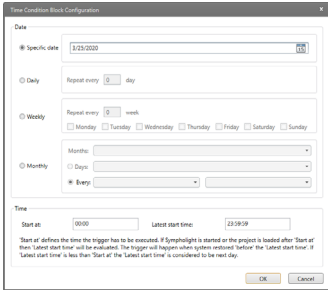 Time Condition Block Configuration
Date
Specific date
3/25/2020
15
Daily
Repeat every 0 day
Weekly
Repeat every 0 week
Monday Tuesday Wednesday Thursday Friday Saturday Sunday
Monthly
Months:
Days:
Every:
Time
Start at: 00:00 Latest start time: 23:59:59
'Start at' defines the time the trigger has to be executed. If Sympholight is started or the project is loaded after 'Start at'
then 'Latest start time' will be evaluated. The trigger will happen when system restored 'before' the 'Latest start time'. If
'Latest start time' is less than 'Start at' the 'Latest start time' is considered to be next day.
OK Cancel